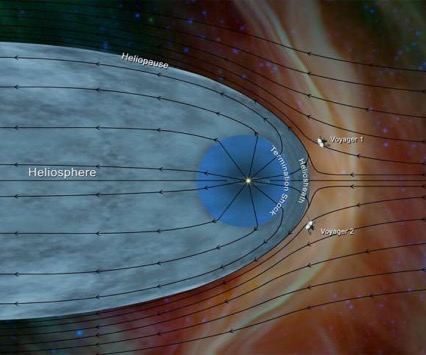 Heliopause
Voyager 1
Heliosphere
Termination Shock
Heliosheath
Voyager 2